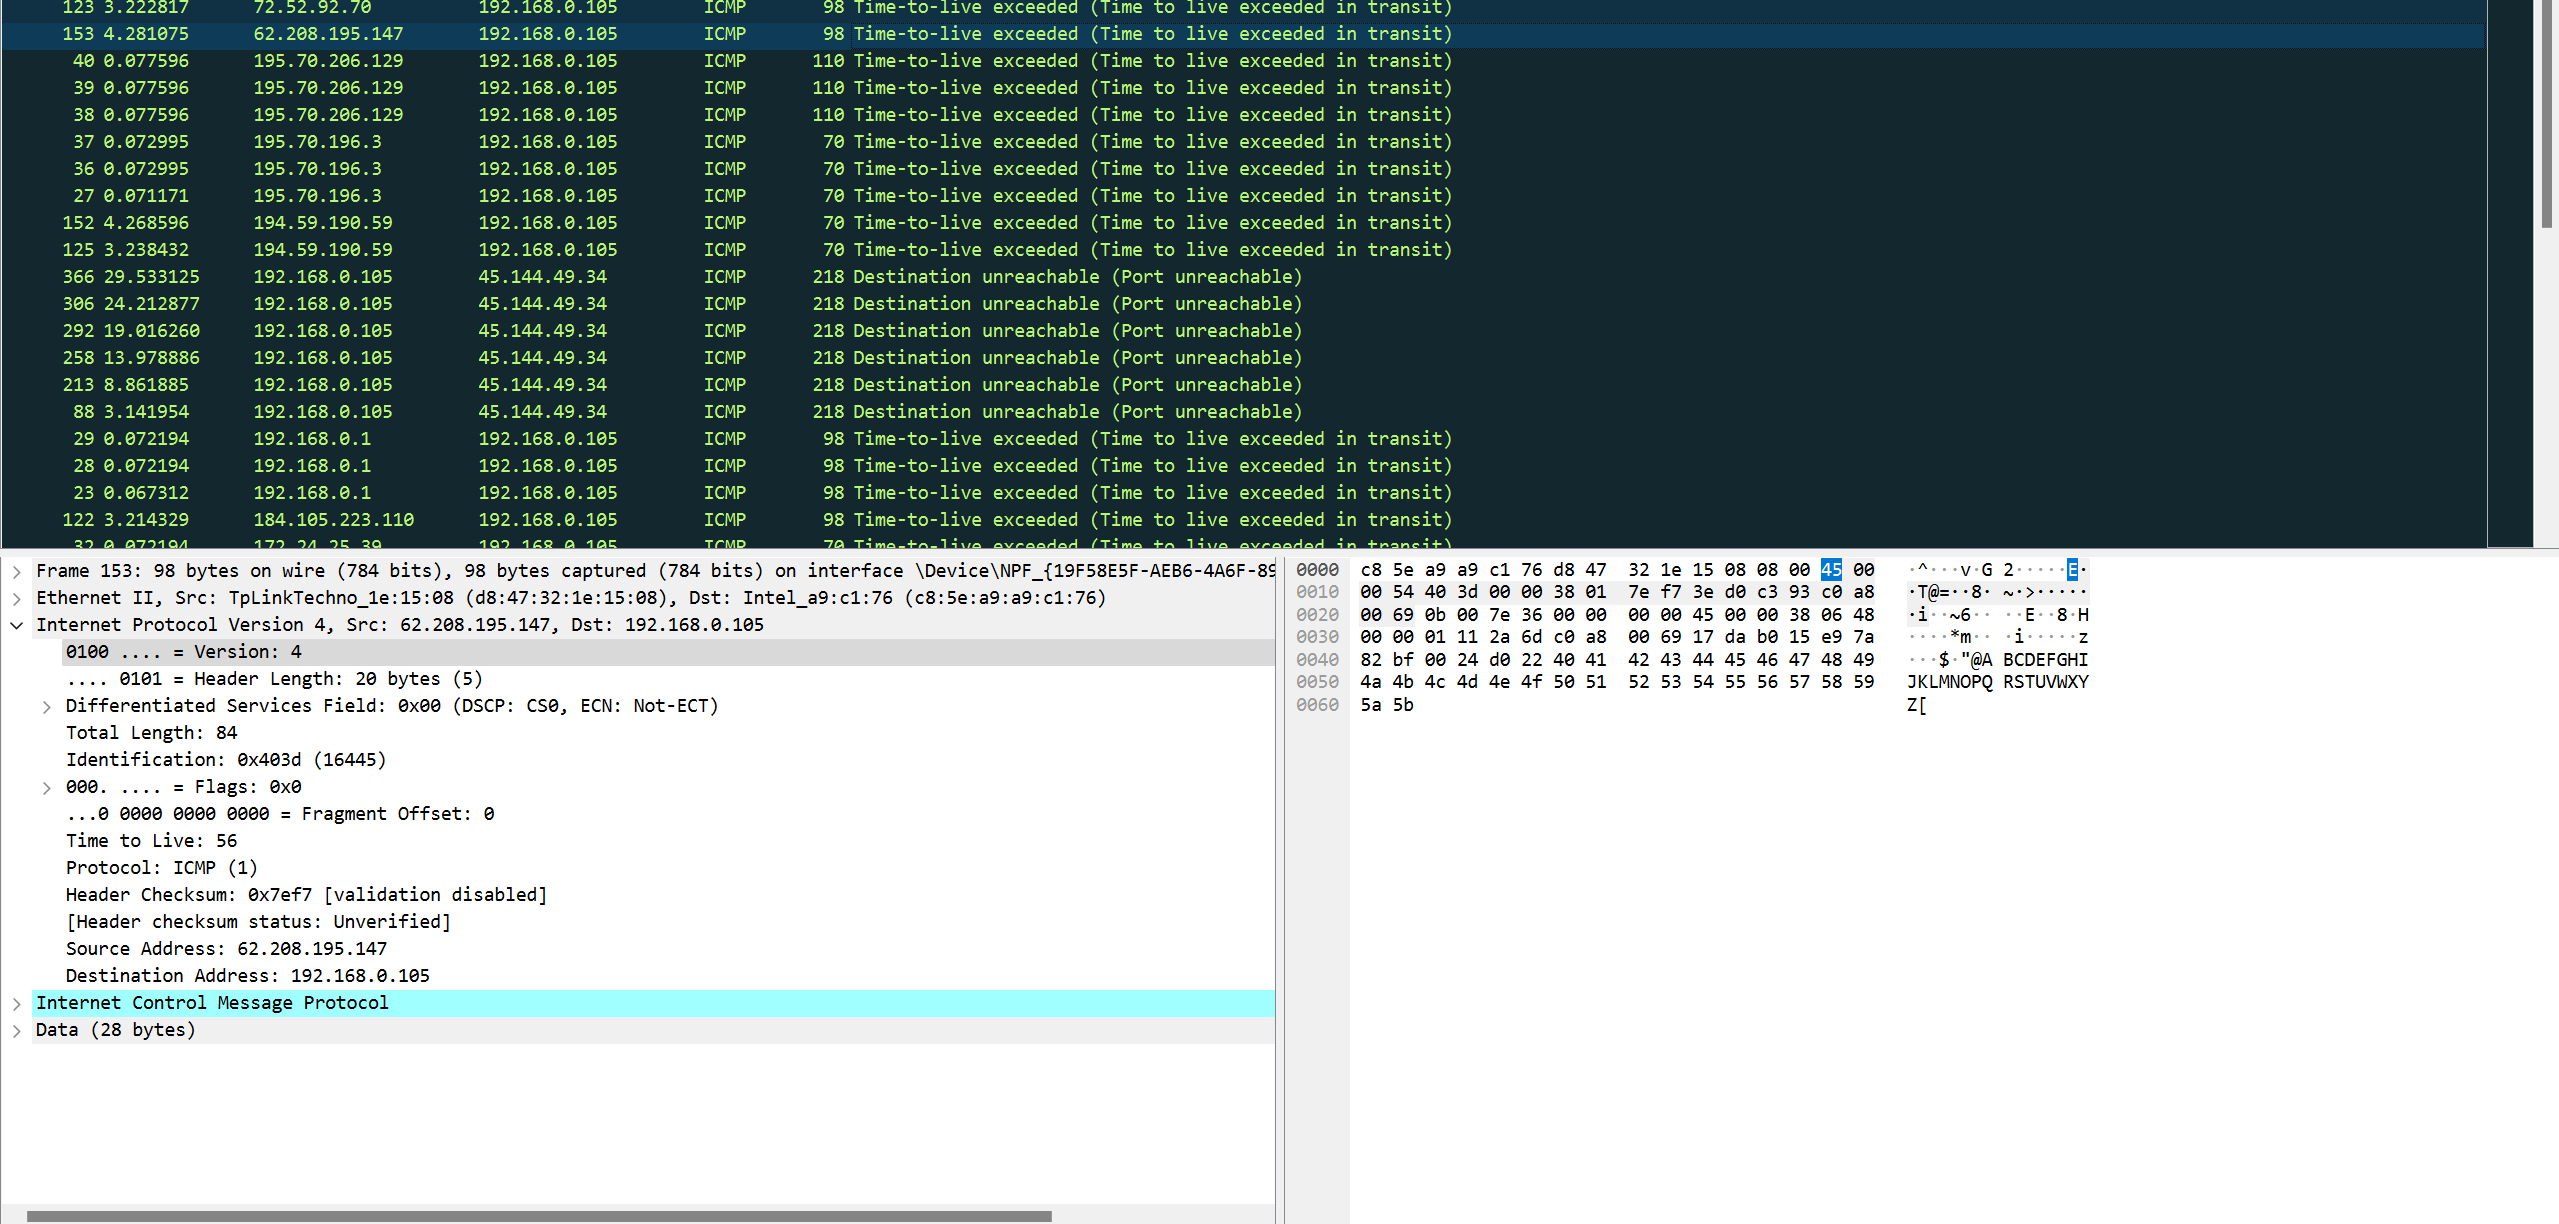 123 3.222817 72.52.92.70 192.168.0.105 ICMP 98 Time-to-live exceeded (Time to live exceeded in transit)
153 4.281075 62.208.195.147 192.168.0.105 ICMP 98 Time-to-live exceeded (Time to live exceeded in transit)
40 0.077596 195.70.206.129 192.168.0.105 ICMP 110 Time-to-live exceeded (Time to live exceeded in transit)
39 0.077596 195.70.206.129 192.168.0.105 ICMP 110 Time-to-live exceeded (Time to live exceeded in transit)
38 0.077596 195.70.206.129 192.168.0.105 ICMP 110 Time-to-live exceeded (Time to live exceeded in transit)
37 0.072995 195.70.196.3 192.168.0.105 ICMP 70 Time-to-live exceeded (Time to live exceeded in transit)
36 0.072995 195.70.196.3 192.168.0.105 ICMP 70 Time-to-live exceeded (Time to live exceeded in transit)
27 0.071171 195.70.196.3 192.168.0.105 ICMP 70 Time-to-live exceeded (Time to live exceeded in transit)
152 4.268596 194.59.190.59 192.168.0.105 ICMP 70 Time-to-live exceeded (Time to live exceeded in transit)
125 3.238432 194.59.190.59 192.168.0.105 ICMP 70 Time-to-live exceeded (Time to live exceeded in transit)
366 29.533125 192.168.0.105 45.144.49.34 ICMP 218 Destination unreachable (Port unreachable)
306 24.212877 192.168.0.105 45.144.49.34 ICMP 218 Destination unreachable (Port unreachable)
292 19.016260 192.168.0.105 45.144.49.34 ICMP 218 Destination unreachable (Port unreachable)
258 13.978886 192.168.0.105 45.144.49.34 ICMP 218 Destination unreachable (Port unreachable)
213 8.861885 192.168.0.105 45.144.49.34 ICMP 218 Destination unreachable (Port unreachable)
88 3.141954 192.168.0.105 45.144.49.34 ICMP 218 Destination unreachable (Port unreachable)
29 0.072194 192.168.0.1 192.168.0.105 ICMP 98 Time-to-live exceeded (Time to live exceeded in transit)
28 0.072194 192.168.0.1 192.168.0.105 ICMP 98 Time-to-live exceeded (Time to live exceeded in transit)
23 0.067312 192.168.0.1 192.168.0.105 ICMP 98 Time-to-live exceeded (Time to live exceeded in transit)
122 3.214329 184.105.223.110 192.168.0.105 ICMP 98 Time-to-live exceeded (Time to live exceeded in transit)
32 0.072194 172.24.25.39 192.168.0.105 ICMP 70 Time-to-live exceeded (Time to live exceeded in transit)
Frame 153: 98 bytes on wire (784 bits), 98 bytes captured (784 bits) on interface \Device\NPF_{19F58E5F-AEB6-4A6F-89
Ethernet II, Src: TpLinkTechno_1e:15:08 (d8:47:32:1e:15:08), Dst: Intel_a9:c1:76 (c8:5e:a9:a9:c1:76)
Internet Protocol Version 4, Src: 62.208.195.147, Dst: 192.168.0.105
0100 .... = Version: 4
.... 0101 = Header Length: 20 bytes (5)
Differentiated Services Field: 0x00 (DSCP: CS0, ECN: Not-ECT)
Total Length: 84
Identification: 0x403d (16445)
000. .... = Flags: 0x0
...0 0000 0000 0000 = Fragment Offset: 0
Time to Live: 56
Protocol: ICMP (1)
Header Checksum: 0x7ef7 [validation disabled]
[Header checksum status: Unverified]
Source Address: 62.208.195.147
Destination Address: 192.168.0.105
Internet Control Message Protocol
Data (28 bytes)
0000 c8 5e a9 a9 c1 76 d8 47 32 1e 15 08 08 00 45 00 ·^···v·G 2·····E·
0010 00 54 40 3d 00 00 38 01 7e f7 3e d0 c3 93 c0 a8 ·T@=··8· ~·>·····
0020 00 69 0b 00 7e 36 00 00 00 00 45 00 00 38 06 48 ·i··~6·· ··E··8·H
0030 00 00 01 11 2a 6d c0 a8 00 69 17 da b0 15 e9 7a ····*m·· ·i·····z
0040 82 bf 00 24 d0 22 40 41 42 43 44 45 46 47 48 49 ···$·"@A BCDEFGHI
0050 4a 4b 4c 4d 4e 4f 50 51 52 53 54 55 56 57 58 59 JKLMNOPQ RSTUVWXY
0060 5a 5b Z[